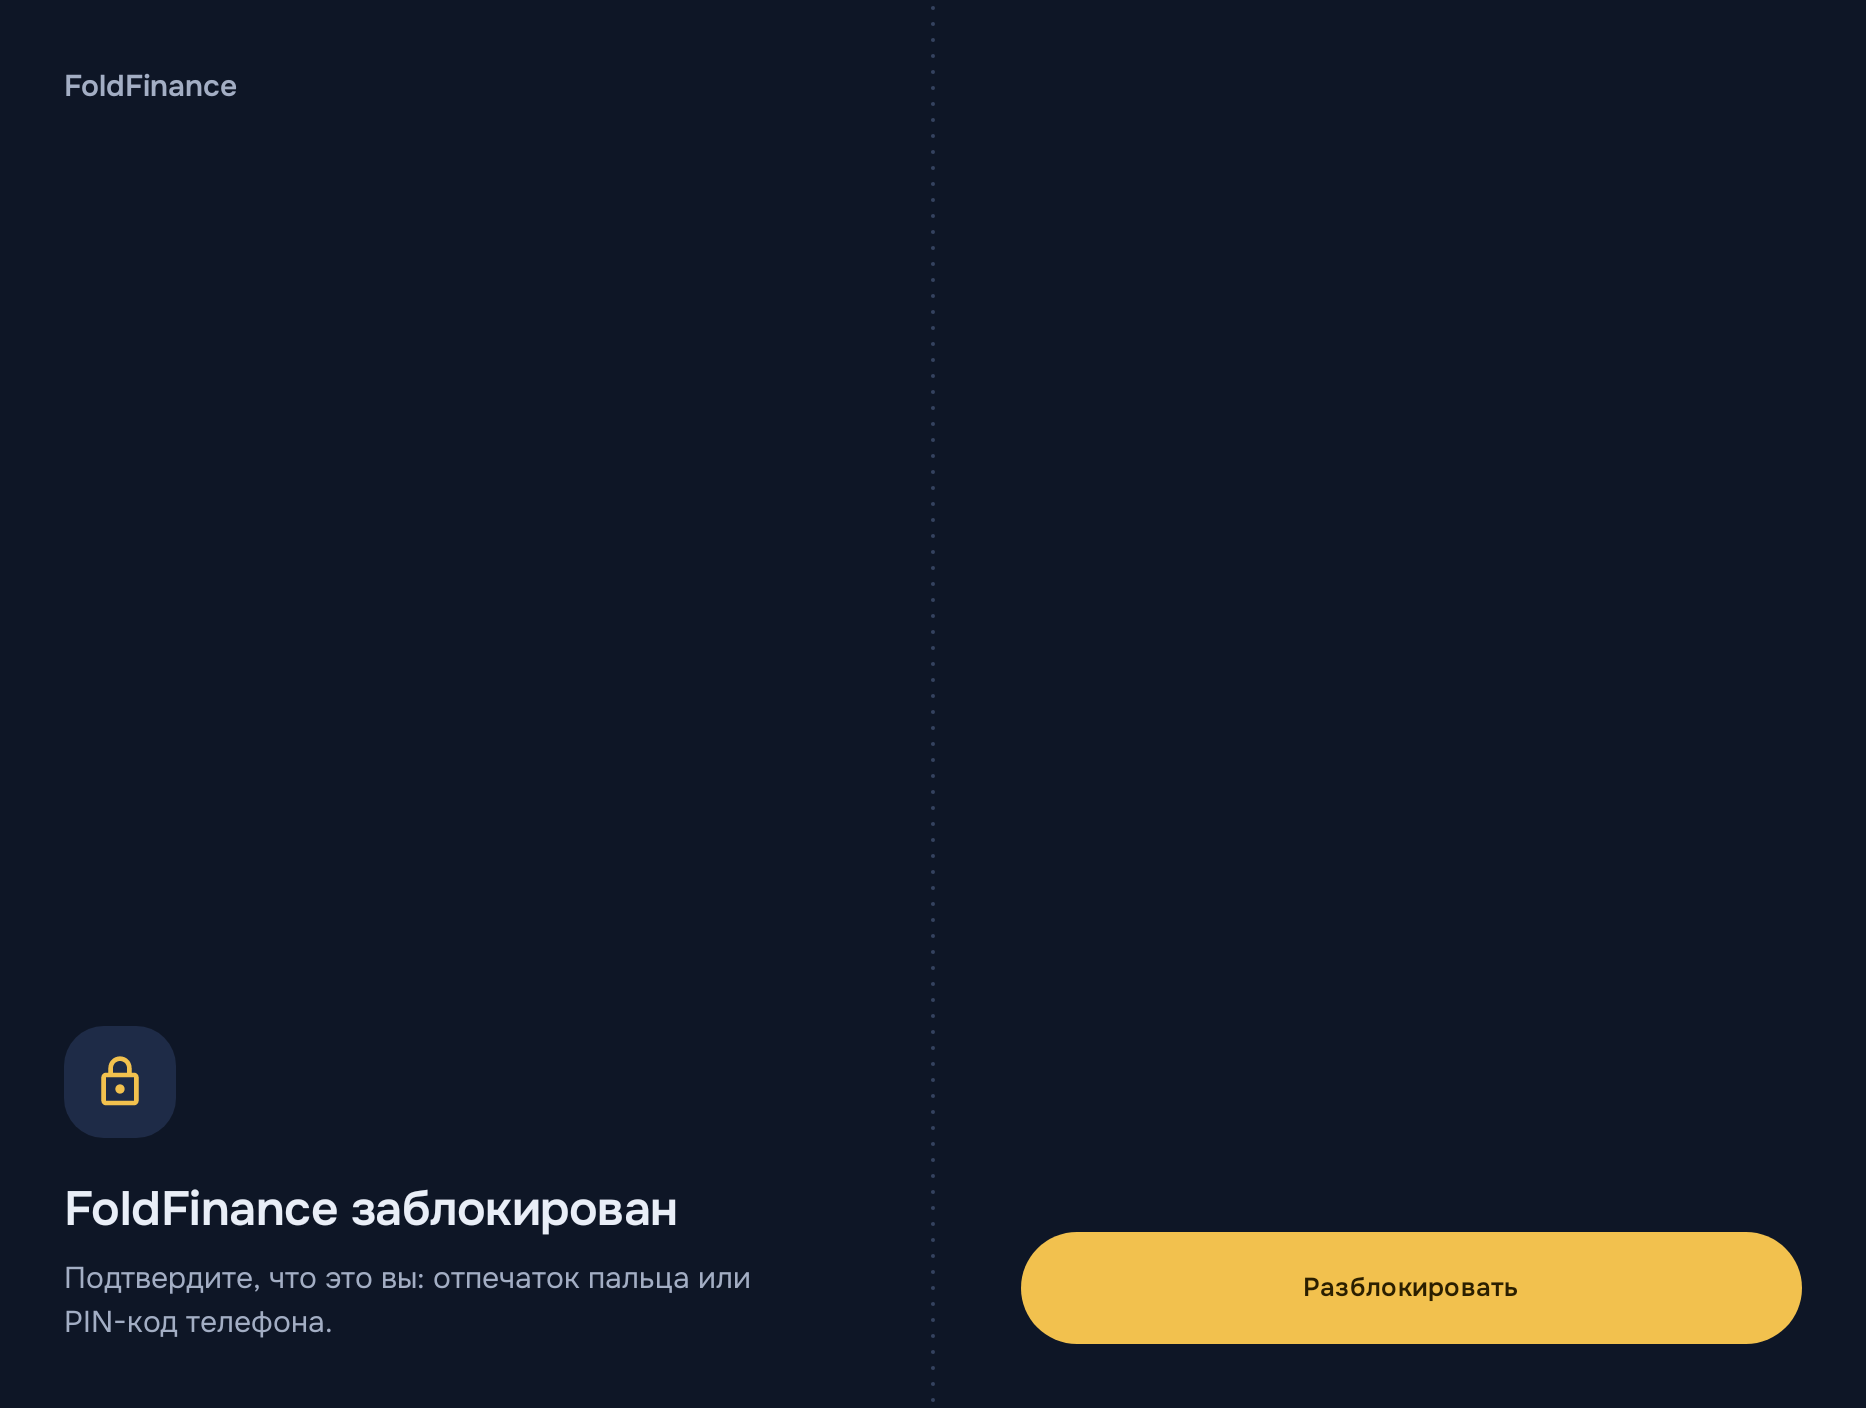 FoldFinance
FoldFinance заблокирован
Подтвердите, что это вы: отпечаток пальца или
PIN-код телефона.
Разблокировать